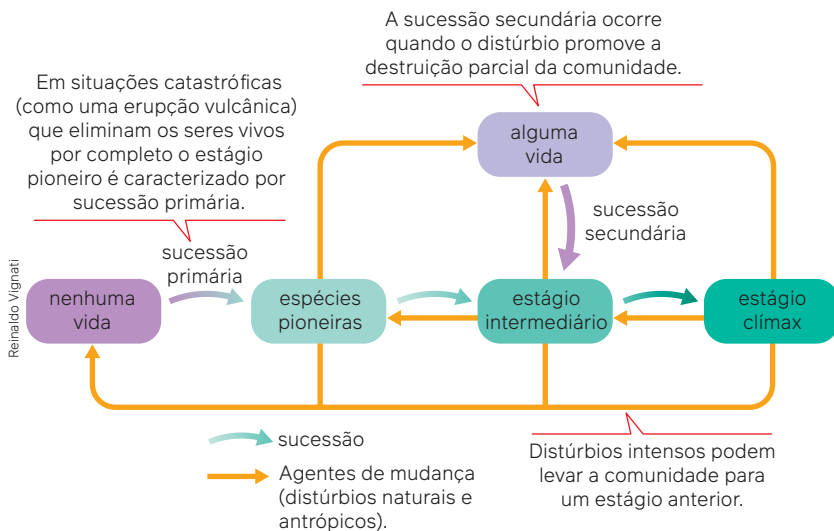 A sucessão secundária ocorre
quando o distúrbio promove a
destruição parcial da comunidade.
Em situações catastróficas
(como uma erupção vulcânica)
que eliminam os seres vivos
por completo o estágio
pioneiro é caracterizado por
sucessão primária.
alguma
vida
sucessão
secundária
sucessão
primária
nenhuma
vida
espécies
pioneiras
estágio
intermediário
estágio
clímax
Reinaldo Vignati
sucessão
Agentes de mudança
(distúrbios naturais e
antrópicos).
Distúrbios intensos podem
levar a comunidade para
um estágio anterior.